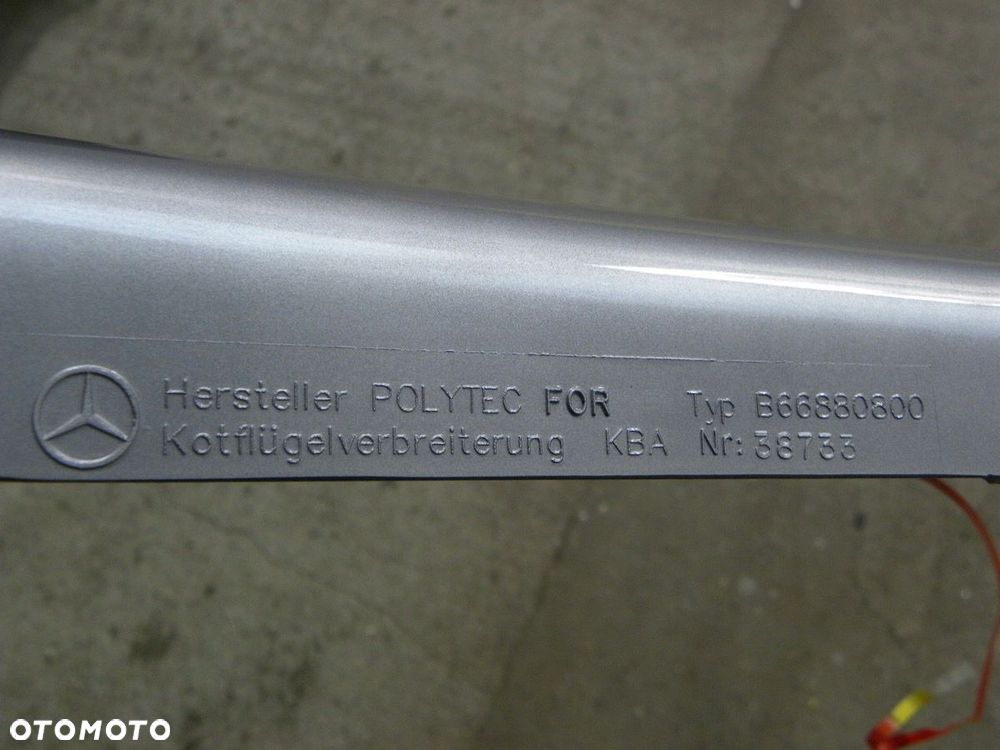 Hersteller POLYTEC FOR Typ B66880800
Kotflügelverbreiterung KBA Nr: 38733
OTOMOTO